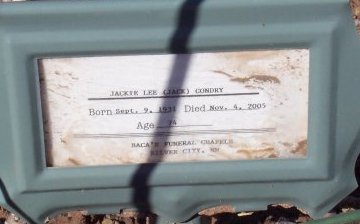 JACKIE LEE (JACK) CONDRY
Born Sept. 9, 1931 Died Nov. 4, 2005
Age 74
BACA'S FUNERAL CHAPELS
SILVER CITY, NM